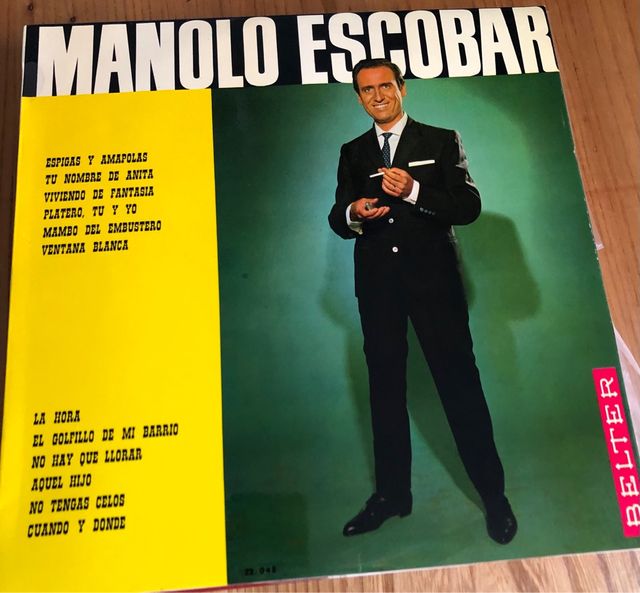 MANOLO ESCOBAR
ESPIGAS Y AMAPOLAS
TU NOMBRE DE ANITA
VIVIENDO DE FANTASIA
PLATERO, TU Y YO
MAMBO DEL EMBUSTERO
VENTANA BLANCA
LA HORA
EL GOLFILLO DE MI BARRIO
NO HAY QUE LLORAR
AQUEL HIJO
NO TENGAS CELOS
CUANDO Y DONDE
BELTER
22.048